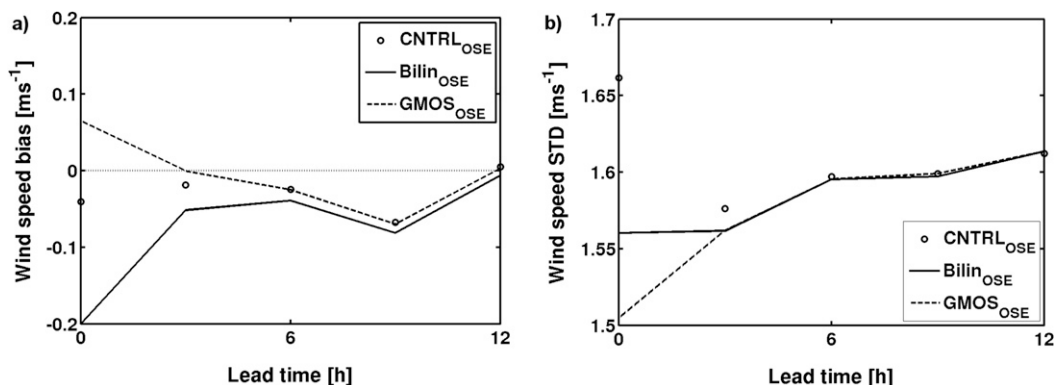 a)
Wind speed bias [ms⁻¹]
0.2
0.1
0
-0.1
-0.2
0
6
12
Lead time [h]
CNTRL_OSE
Bilin_OSE
GMOS_OSE
b)
Wind speed STD [ms⁻¹]
1.7
1.65
1.6
1.55
1.5
0
6
12
Lead time [h]
CNTRL_OSE
Bilin_OSE
GMOS_OSE